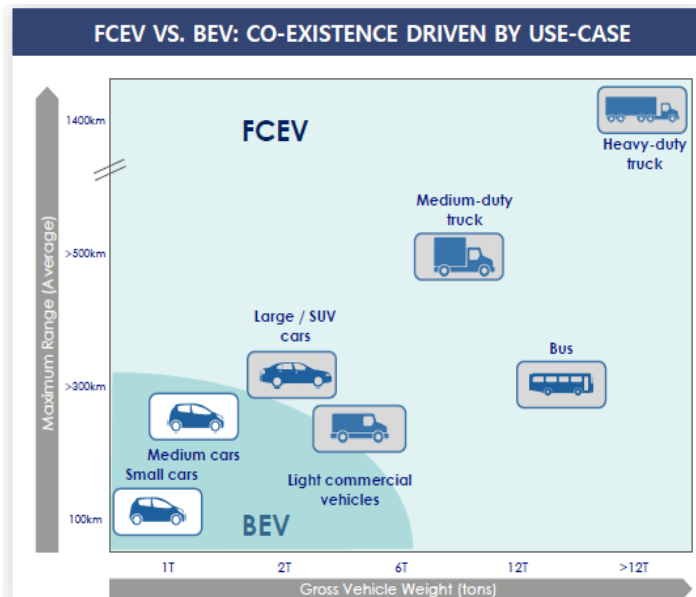 FCEV VS. BEV: CO-EXISTENCE DRIVEN BY USE-CASE
Maximum Range (Average)
1400km
>500km
>300km
100km
FCEV
Heavy-duty
truck
Medium-duty
truck
Large / SUV
cars
Bus
Medium cars
Small cars
Light commercial
vehicles
BEV
1T
2T
6T
12T
>12T
Gross Vehicle Weight (tons)